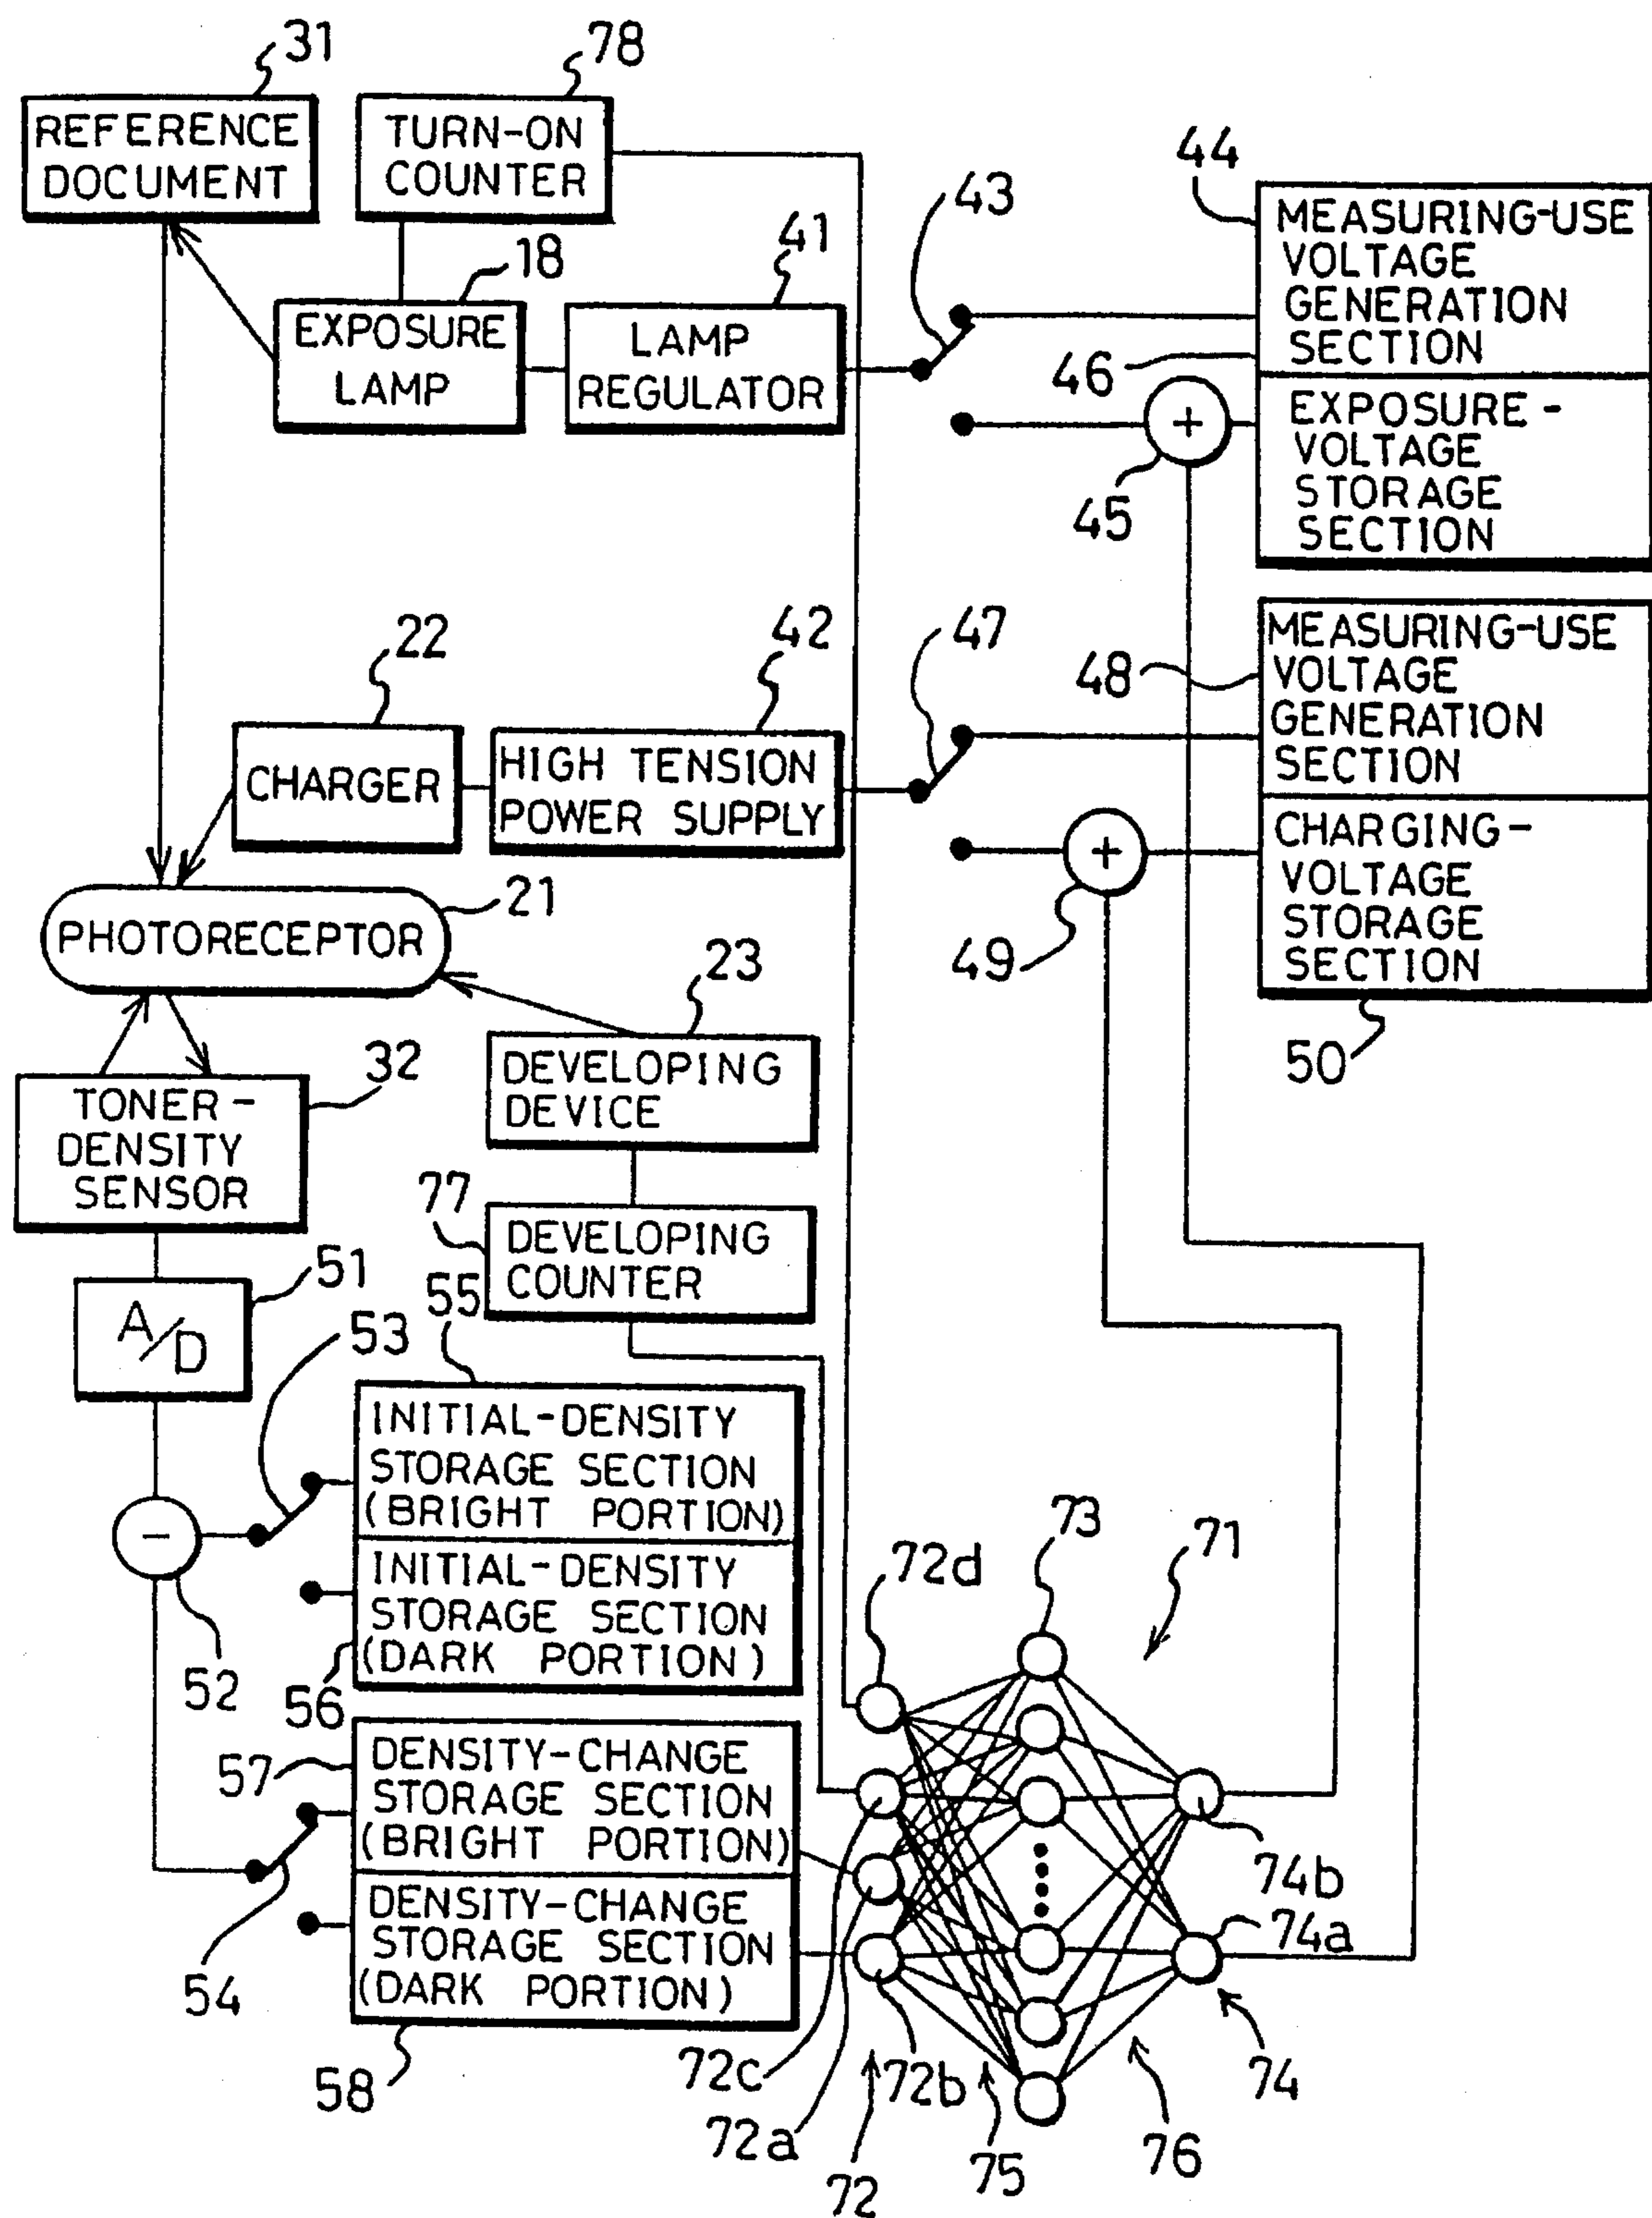 31
78
REFERENCE
DOCUMENT
TURN-ON
COUNTER
44
43
41
18
MEASURING-USE
VOLTAGE
GENERATION
SECTION
EXPOSURE
LAMP
LAMP
REGULATOR
46
EXPOSURE-
VOLTAGE
STORAGE
SECTION
+
45
22
42
47
MEASURING-USE
VOLTAGE
GENERATION
SECTION
48
CHARGER
HIGH TENSION
POWER SUPPLY
CHARGING-
VOLTAGE
STORAGE
SECTION
+
49
50
21
PHOTORECEPTOR
23
DEVELOPING
DEVICE
32
TONER-
DENSITY
SENSOR
77
DEVELOPING
COUNTER
51
A/D
55
53
INITIAL-DENSITY
STORAGE SECTION
(BRIGHT PORTION)
-
52
INITIAL-DENSITY
STORAGE SECTION
(DARK PORTION)
56
73
71
72d
57
DENSITY-CHANGE
STORAGE SECTION
(BRIGHT PORTION)
DENSITY-CHANGE
STORAGE SECTION
(DARK PORTION)
54
58
74b
74a
72c
72b
72a
72
75
76
74